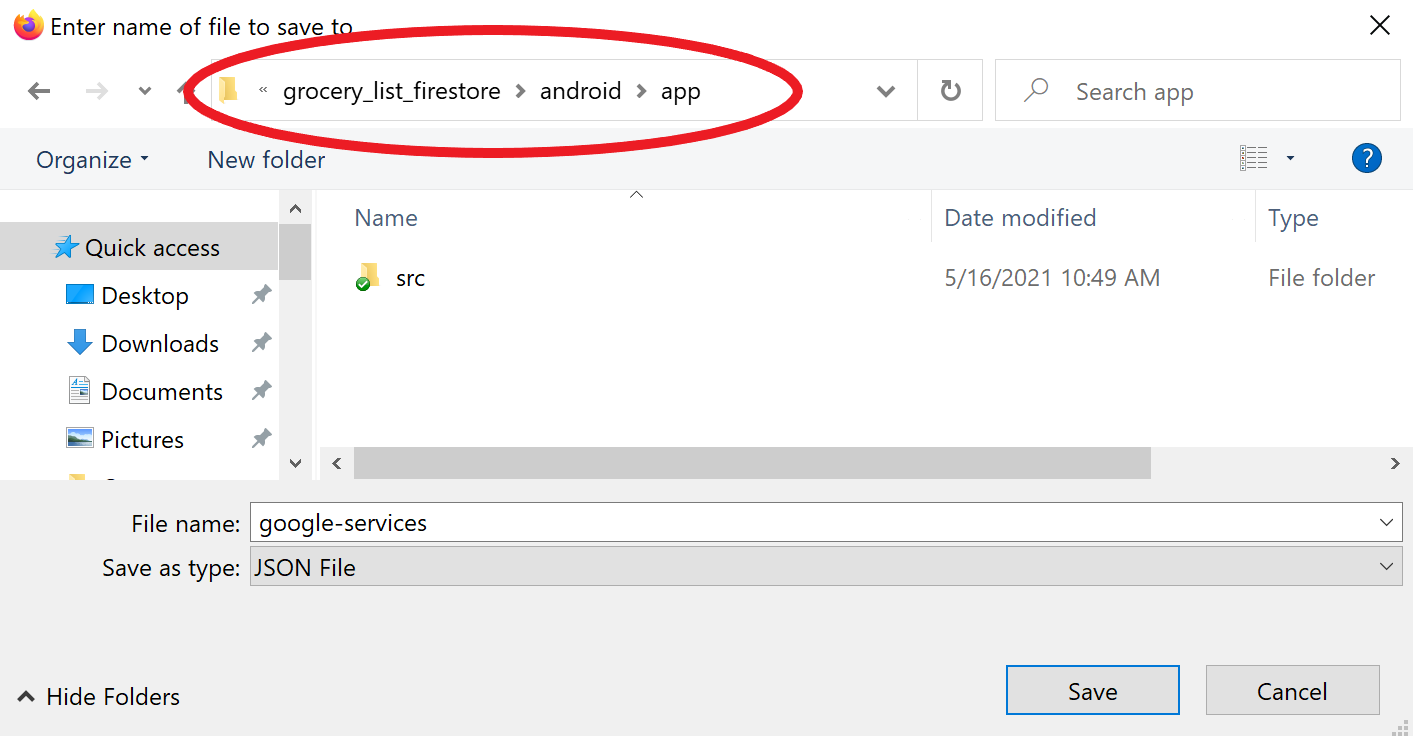 Enter name of file to save to
« grocery_list_firestore > android > app
Search app
Organize
New folder
?
Name
Date modified
Type
Quick access
src
5/16/2021 10:49 AM
File folder
Desktop
Downloads
Documents
Pictures
File name:
google-services
Save as type:
JSON File
Hide Folders
Save
Cancel